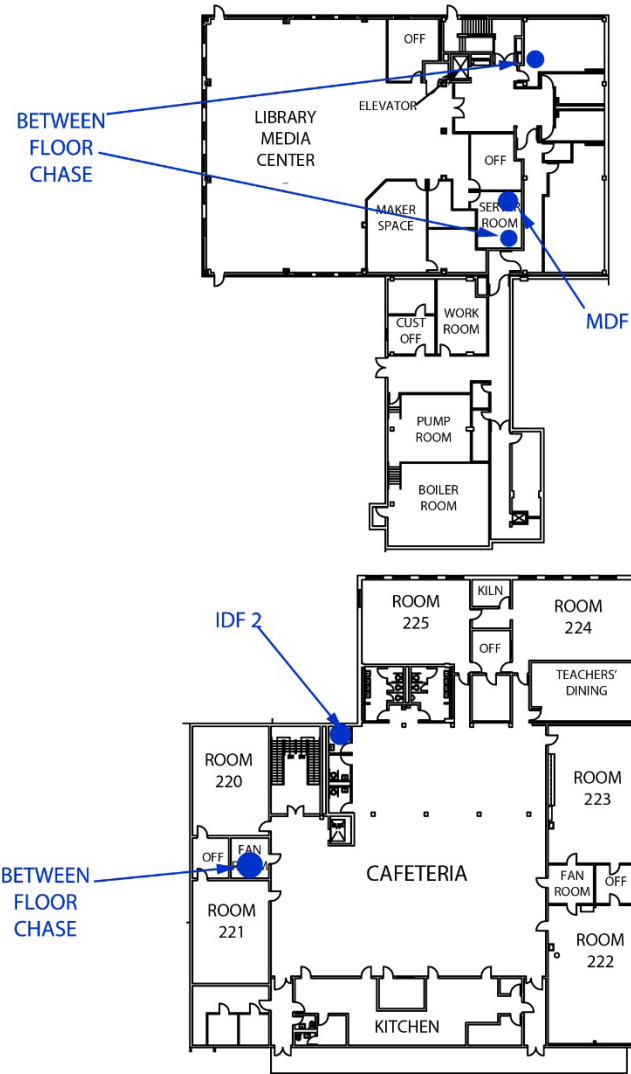 OFF
ELEVATOR
BETWEEN
FLOOR
CHASE
LIBRARY
MEDIA
CENTER
OFF
MAKER
SPACE
SERVER
ROOM
MDF
CUST
OFF
WORK
ROOM
PUMP
ROOM
BOILER
ROOM
IDF 2
ROOM
225
KILN
ROOM
224
OFF
TEACHERS'
DINING
ROOM
220
ROOM
223
OFF
FAN
ROOM
CAFETERIA
BETWEEN
FLOOR
CHASE
ROOM
221
FAN
ROOM
OFF
ROOM
222
KITCHEN